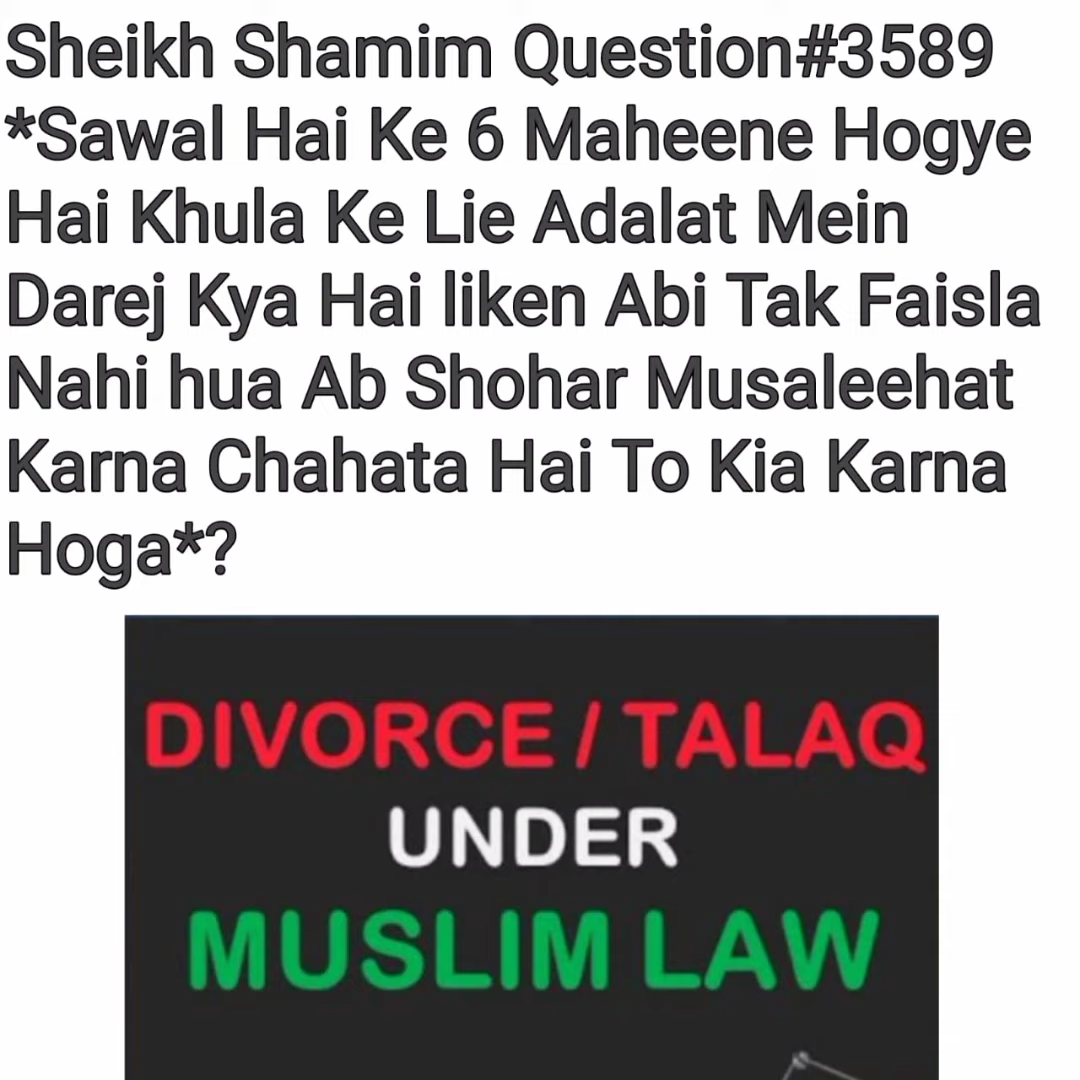 Sheikh Shamim Question#3589
*Sawal Hai Ke 6 Maheene Hogye
Hai Khula Ke Lie Adalat Mein
Darej Kya Hai liken Abi Tak Faisla
Nahi hua Ab Shohar Musaleehat
Karna Chahata Hai To Kia Karna
Hoga*?
DIVORCE / TALAQ
UNDER
MUSLIM LAW